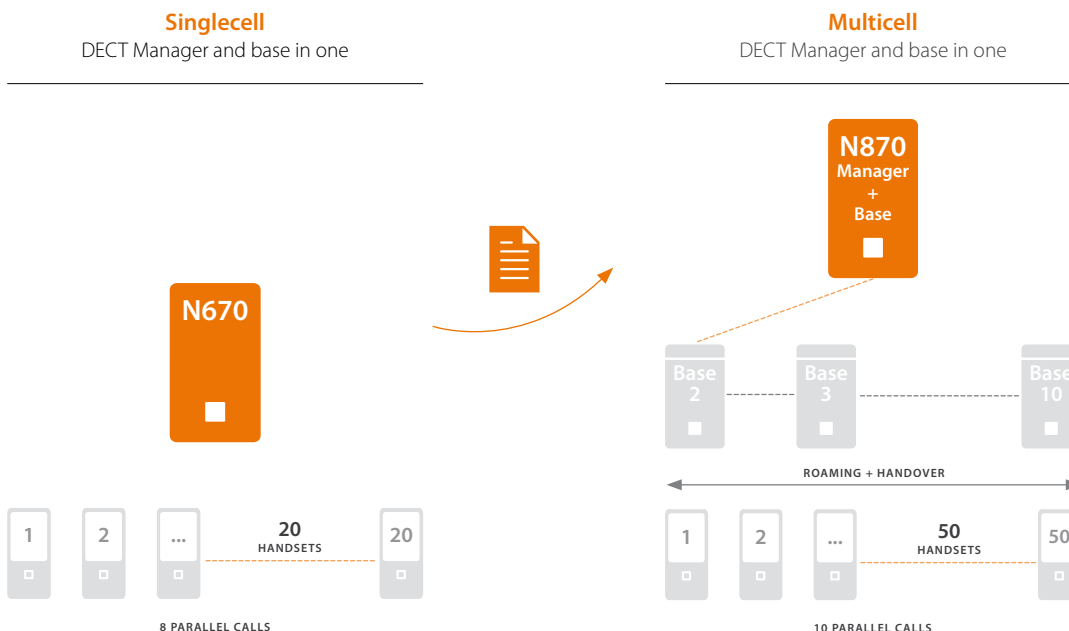 Singlecell
DECT Manager and base in one
Multicell
DECT Manager and base in one
N670
N870
Manager
+
Base
Base
2
Base
3
Base
10
ROAMING + HANDOVER
1
2
...
20
HANDSETS
20
8 PARALLEL CALLS
1
2
...
50
HANDSETS
50
10 PARALLEL CALLS